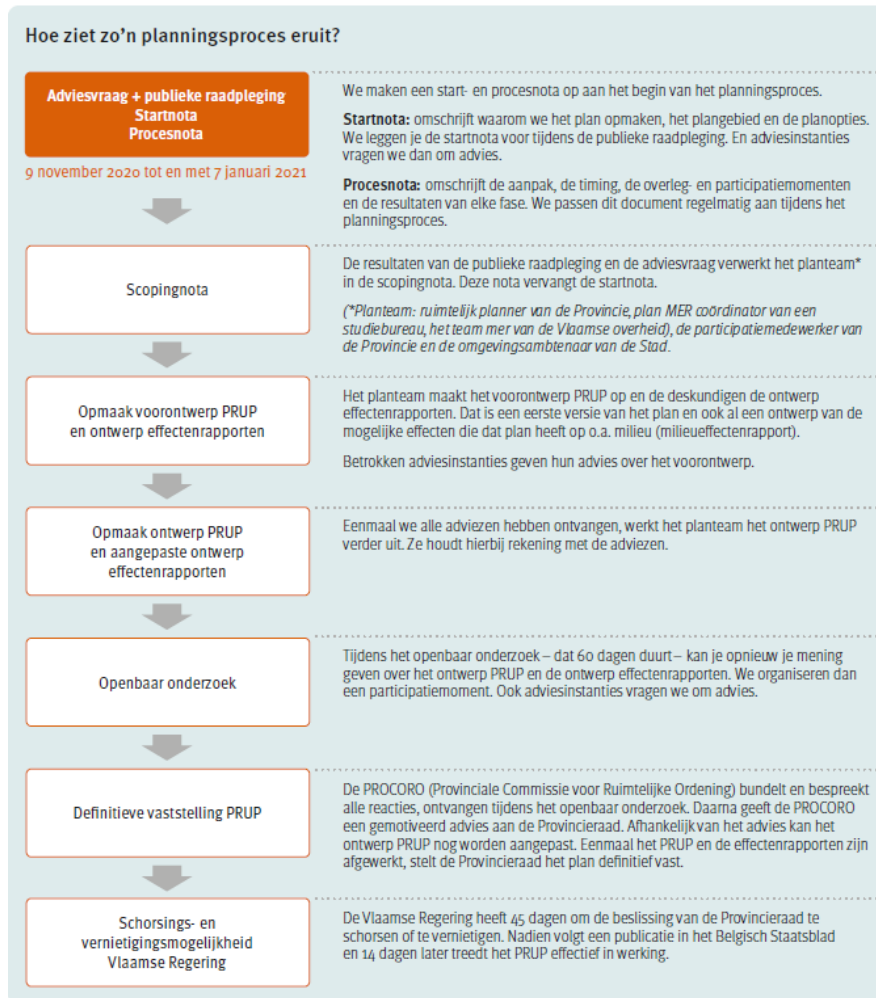 Hoe ziet zo’n planningsproces eruit?
Adviesvraag + publieke raadpleging
Startnota
Procesnota
9 november 2020 tot en met 7 januari 2021
We maken een start- en procesnota op aan het begin van het planningsproces.
Startnota: omschrijft waarom we het plan opmaken, het plangebied en de planopties.
We leggen je de startnota voor tijdens de publieke raadpleging. En adviesinstanties
vragen we dan om advies.
Procesnota: omschrijft de aanpak, de timing, de overleg- en participatiemomenten
en de resultaten van elke fase. We passen dit document regelmatig aan tijdens het
planningsproces.
Scopingnota
De resultaten van de publieke raadpleging en de adviesvraag verwerkt het planteam*
in de scopingnota. Deze nota vervangt de startnota.
(*Planteam: ruimtelijk planner van de Provincie, plan MER coördinator van een
studiebureau, het team mer van de Vlaamse overheid), de participatiemedewerker van
de Provincie en de omgevingsambtenaar van de Stad.
Opmaak voorontwerp PRUP
en ontwerp effectenrapporten
Het planteam maakt het voorontwerp PRUP op en de deskundigen de ontwerp
effectenrapporten. Dat is een eerste versie van het plan en ook al een ontwerp van de
mogelijke effecten die dat plan heeft op o.a. milieu (milieueffectenrapport).
Betrokken adviesinstanties geven hun advies over het voorontwerp.
Opmaak ontwerp PRUP
en aangepaste ontwerp
effectenrapporten
Eenmaal we alle adviezen hebben ontvangen, werkt het planteam het ontwerp PRUP
verder uit. Ze houdt hierbij rekening met de adviezen.
Openbaar onderzoek
Tijdens het openbaar onderzoek – dat 60 dagen duurt – kan je opnieuw je mening
geven over het ontwerp PRUP en de ontwerp effectenrapporten. We organiseren dan
een participatiemoment. Ook adviesinstanties vragen we om advies.
Definitieve vaststelling PRUP
De PROCORO (Provinciale Commissie voor Ruimtelijke Ordening) bundelt en bespreekt
alle reacties, ontvangen tijdens het openbaar onderzoek. Daarna geeft de PROCORO
een gemotiveerd advies aan de Provincieraad. Afhankelijk van het advies kan het
ontwerp PRUP nog worden aangepast. Eenmaal het PRUP en de effectenrapporten zijn
afgewerkt, stelt de Provincieraad het plan definitief vast.
Schorsings- en
vernietigingsmogelijkheid
Vlaamse Regering
De Vlaamse Regering heeft 45 dagen om de beslissing van de Provincieraad te
schorsen of te vernietigen. Nadien volgt een publicatie in het Belgisch Staatsblad
en 14 dagen later treedt het PRUP effectief in werking.